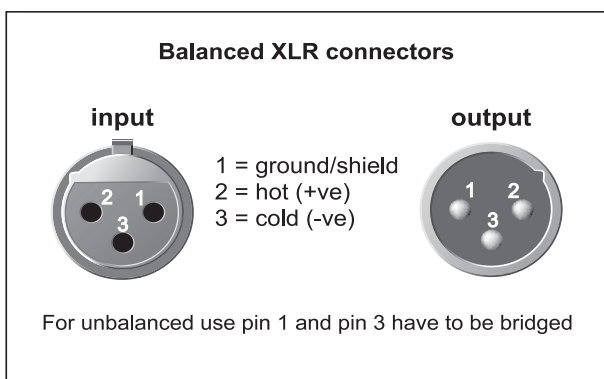 Balanced XLR connectors
input
output
2 1
3
1 = ground/shield
2 = hot (+ve)
3 = cold (-ve)
1 2
3
For unbalanced use pin 1 and pin 3 have to be bridged